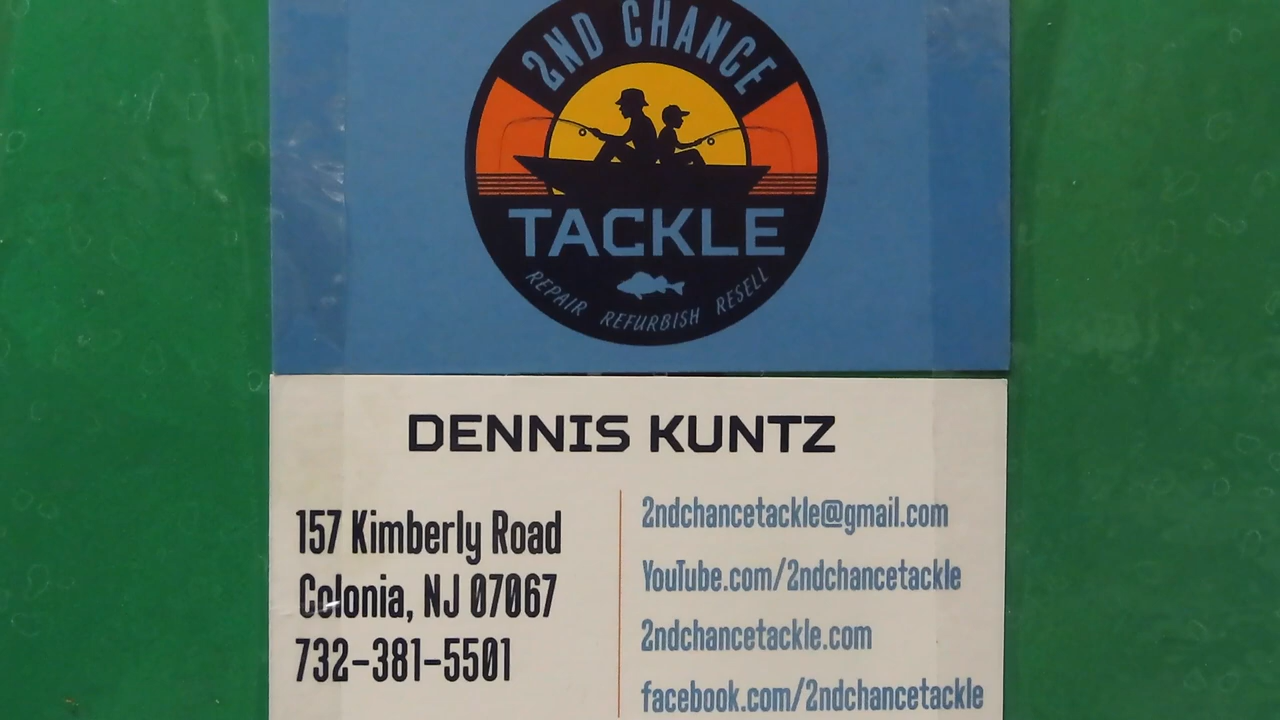 2ND CHANCE
TACKLE
REPAIR REFURBISH RESELL
DENNIS KUNTZ
157 Kimberly Road
Colonia, NJ 07067
732-381-5501
2ndchancetackle@gmail.com
YouTube.com/2ndchancetackle
2ndchancetackle.com
facebook.com/2ndchancetackle